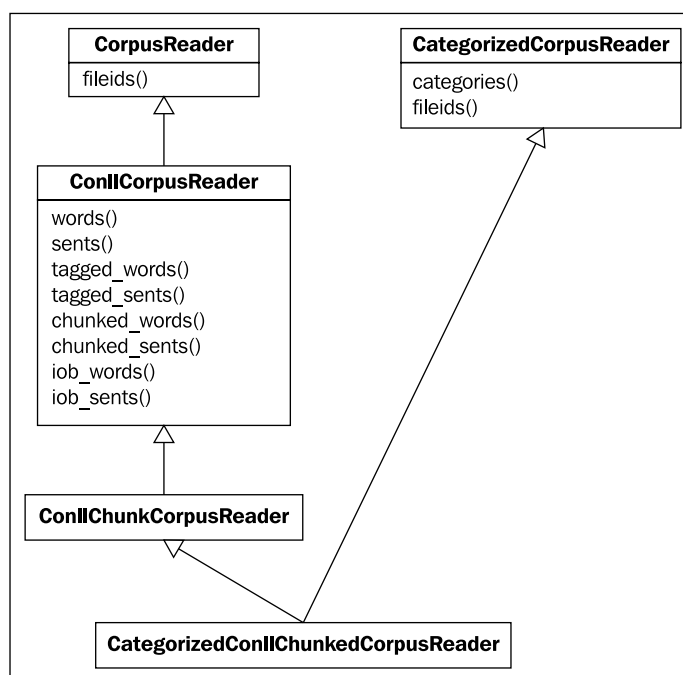 CorpusReader
fileids()
CategorizedCorpusReader
categories()
fileids()
ConllCorpusReader
words()
sents()
tagged_words()
tagged_sents()
chunked_words()
chunked_sents()
iob_words()
iob_sents()
ConllChunkCorpusReader
CategorizedConllChunkedCorpusReader